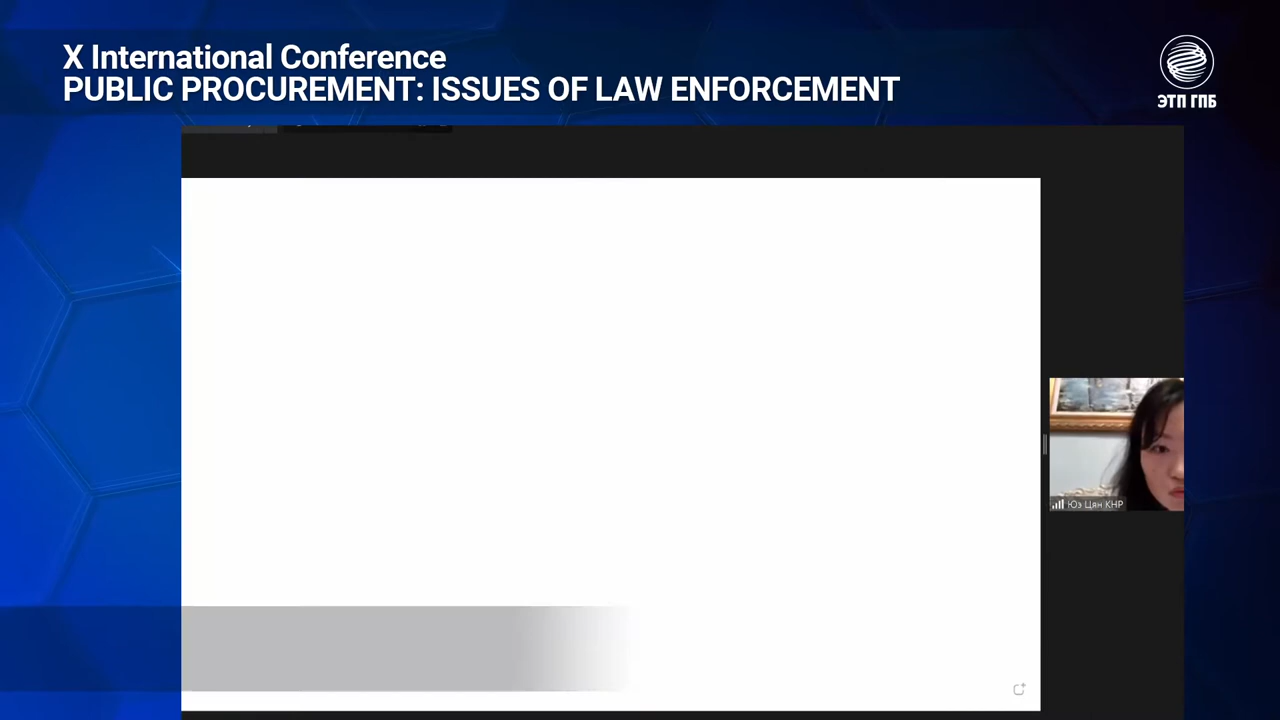 X International Conference
PUBLIC PROCUREMENT: ISSUES OF LAW ENFORCEMENT
ЭТП ГПБ
Юэ Цян КНР